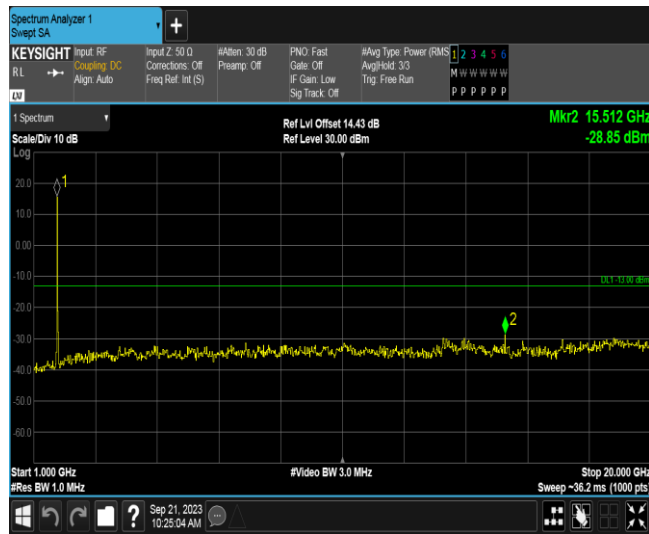 Spectrum Analyzer 1
Swept SA
+
KEYSIGHT
RL
LXI
Input: RF
Coupling: DC
Align: Auto
Input Z: 50 Ω
Corrections: Off
Freq Ref: Int (S)
#Atten: 30 dB
Preamp: Off
PNO: Fast
Gate: Off
IF Gain: Low
Sig Track: Off
#Avg Type: Power (RMS
Avg|Hold: 3/3
Trig: Free Run
1 2 3 4 5 6
M W W W W W
P P P P P P
1 Spectrum
Scale/Div 10 dB
Log
Ref Lvl Offset 14.43 dB
Ref Level 30.00 dBm
Mkr2 15.512 GHz
-28.85 dBm
20.0
10.0
0.00
-10.0
-20.0
-30.0
-40.0
-50.0
-60.0
1
DL1 -13.00 dBm
2
Start 1.000 GHz
#Res BW 1.0 MHz
#Video BW 3.0 MHz
Stop 20.000 GHz
Sweep ~36.2 ms (1000 pts)
?
Sep 21, 2023
10:25:04 AM